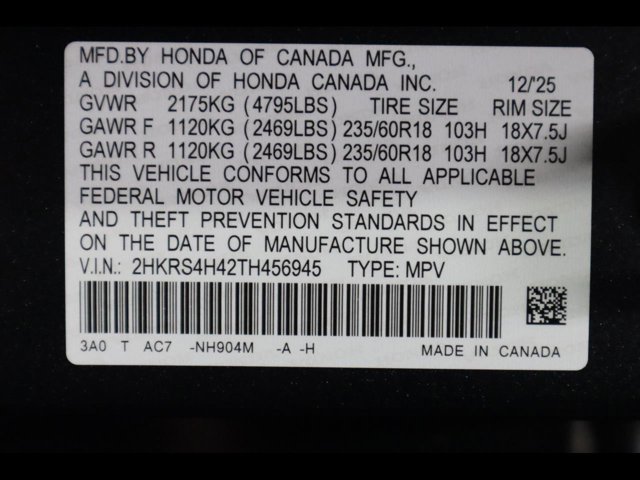 MFD.BY HONDA OF CANADA MFG.,
A DIVISION OF HONDA CANADA INC. 12/'25
GVWR 2175KG (4795LBS) TIRE SIZE RIM SIZE
GAWR F 1120KG (2469LBS) 235/60R18 103H 18X7.5J
GAWR R 1120KG (2469LBS) 235/60R18 103H 18X7.5J
THIS VEHICLE CONFORMS TO ALL APPLICABLE
FEDERAL MOTOR VEHICLE SAFETY
AND THEFT PREVENTION STANDARDS IN EFFECT
ON THE DATE OF MANUFACTURE SHOWN ABOVE.
V.I.N.: 2HKRS4H42TH456945 TYPE: MPV
3A0 T AC7 -NH904M -A -H MADE IN CANADA